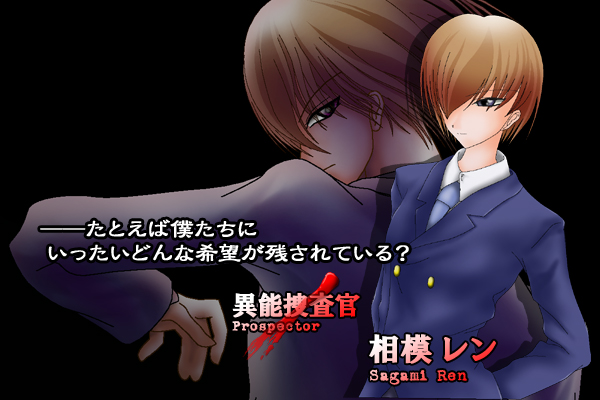 ――たとえば僕たちに
いったいどんな希望が残されている?
異能捜査官
Prospector
相模 レン
Sagami Ren